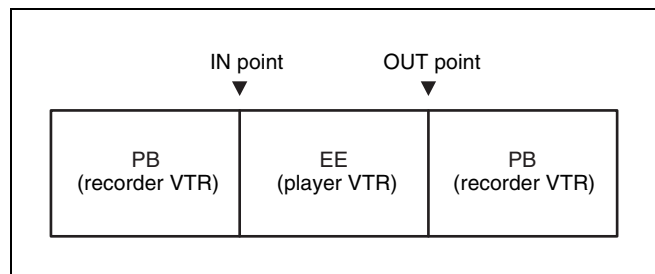 IN point
OUT point
PB
(recorder VTR)
EE
(player VTR)
PB
(recorder VTR)